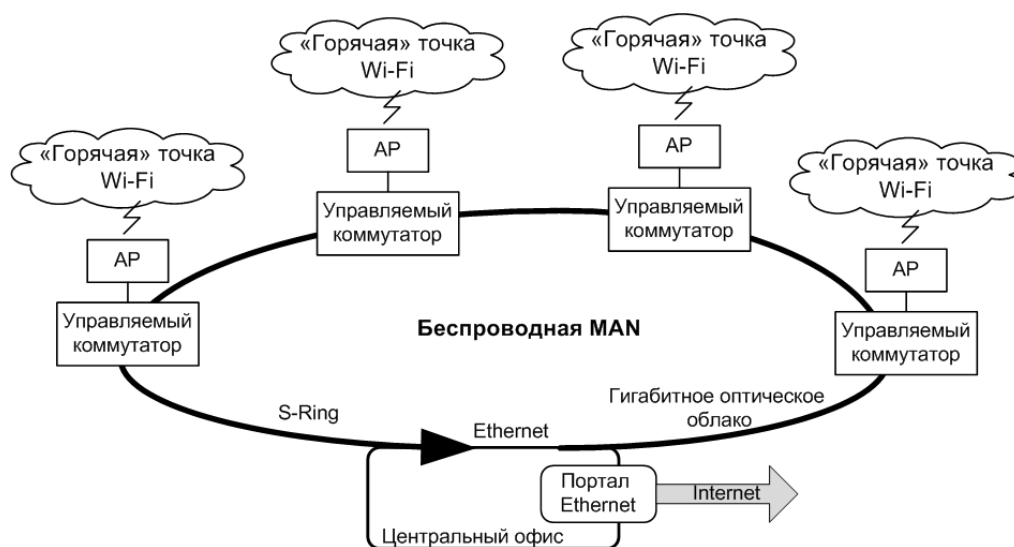 «Горячая» точка
Wi-Fi
«Горячая» точка
Wi-Fi
«Горячая» точка
Wi-Fi
«Горячая» точка
Wi-Fi
AP
AP
AP
AP
Управляемый
коммутатор
Управляемый
коммутатор
Управляемый
коммутатор
Управляемый
коммутатор
Беспроводная MAN
S-Ring
Ethernet
Гигабитное оптическое
облако
Портал
Ethernet
Internet
Центральный офис